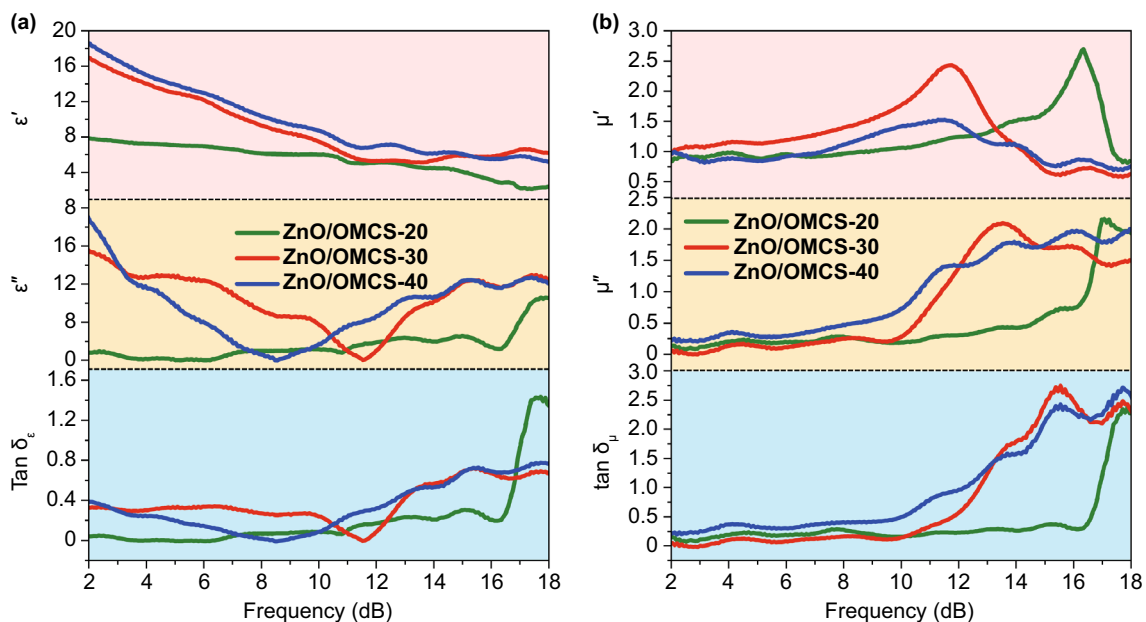 (a)
20
16
12
8
4
ε′
8
16
12
8
0
ε″
ZnO/OMCS-20
ZnO/OMCS-30
ZnO/OMCS-40
1.6
1.2
0.8
0.4
0
Tan δε
2 4 6 8 10 12 14 16 18
Frequency (dB)
(b)
3.0
2.5
2.0
1.5
1.0
0.5
μ′
2.5
2.0
1.5
1.0
0.5
0
μ″
ZnO/OMCS-20
ZnO/OMCS-30
ZnO/OMCS-40
3.0
2.5
2.0
1.5
1.0
0.5
0
tan δμ
2 4 6 8 10 12 14 16 18
Frequency (dB)